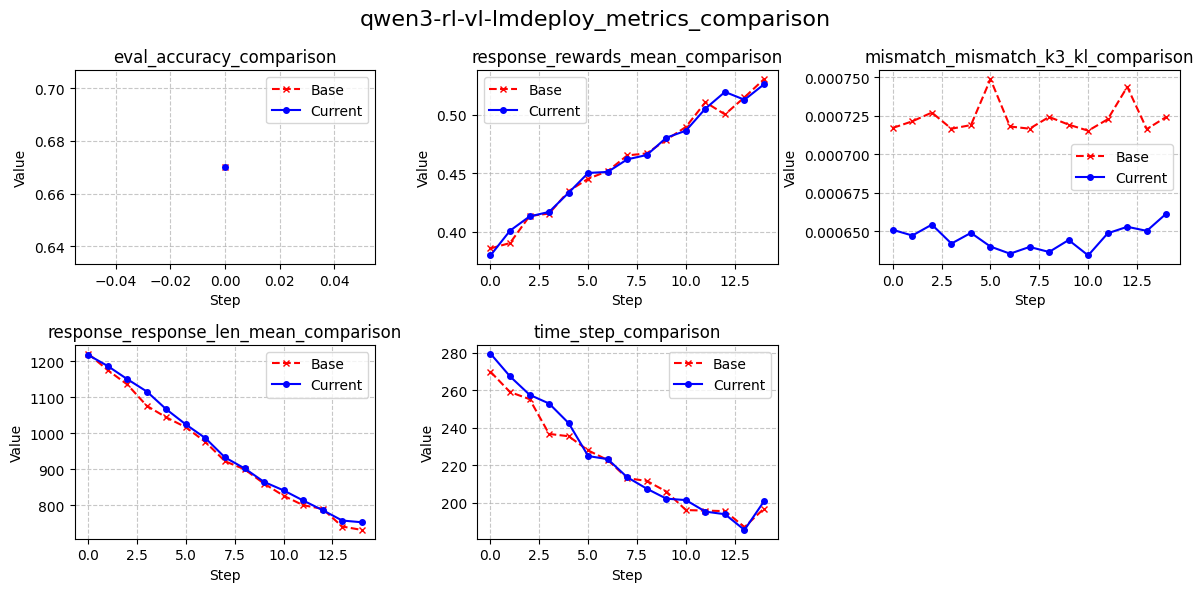 qwen3-rl-vl-lmdeploy_metrics_comparison
eval_accuracy_comparison
0.70
0.68
0.66
0.64
Value
Base
Current
−0.04 −0.02 0.00 0.02 0.04
Step
response_rewards_mean_comparison
0.50
0.45
0.40
Value
Base
Current
0.0 2.5 5.0 7.5 10.0 12.5
Step
mismatch_mismatch_k3_kl_comparison
0.000750
0.000725
0.000700
0.000675
0.000650
Value
Base
Current
0.0 2.5 5.0 7.5 10.0 12.5
Step
response_response_len_mean_comparison
1200
1100
1000
900
800
Value
Base
Current
0.0 2.5 5.0 7.5 10.0 12.5
Step
time_step_comparison
280
260
240
220
200
Value
Base
Current
0.0 2.5 5.0 7.5 10.0 12.5
Step